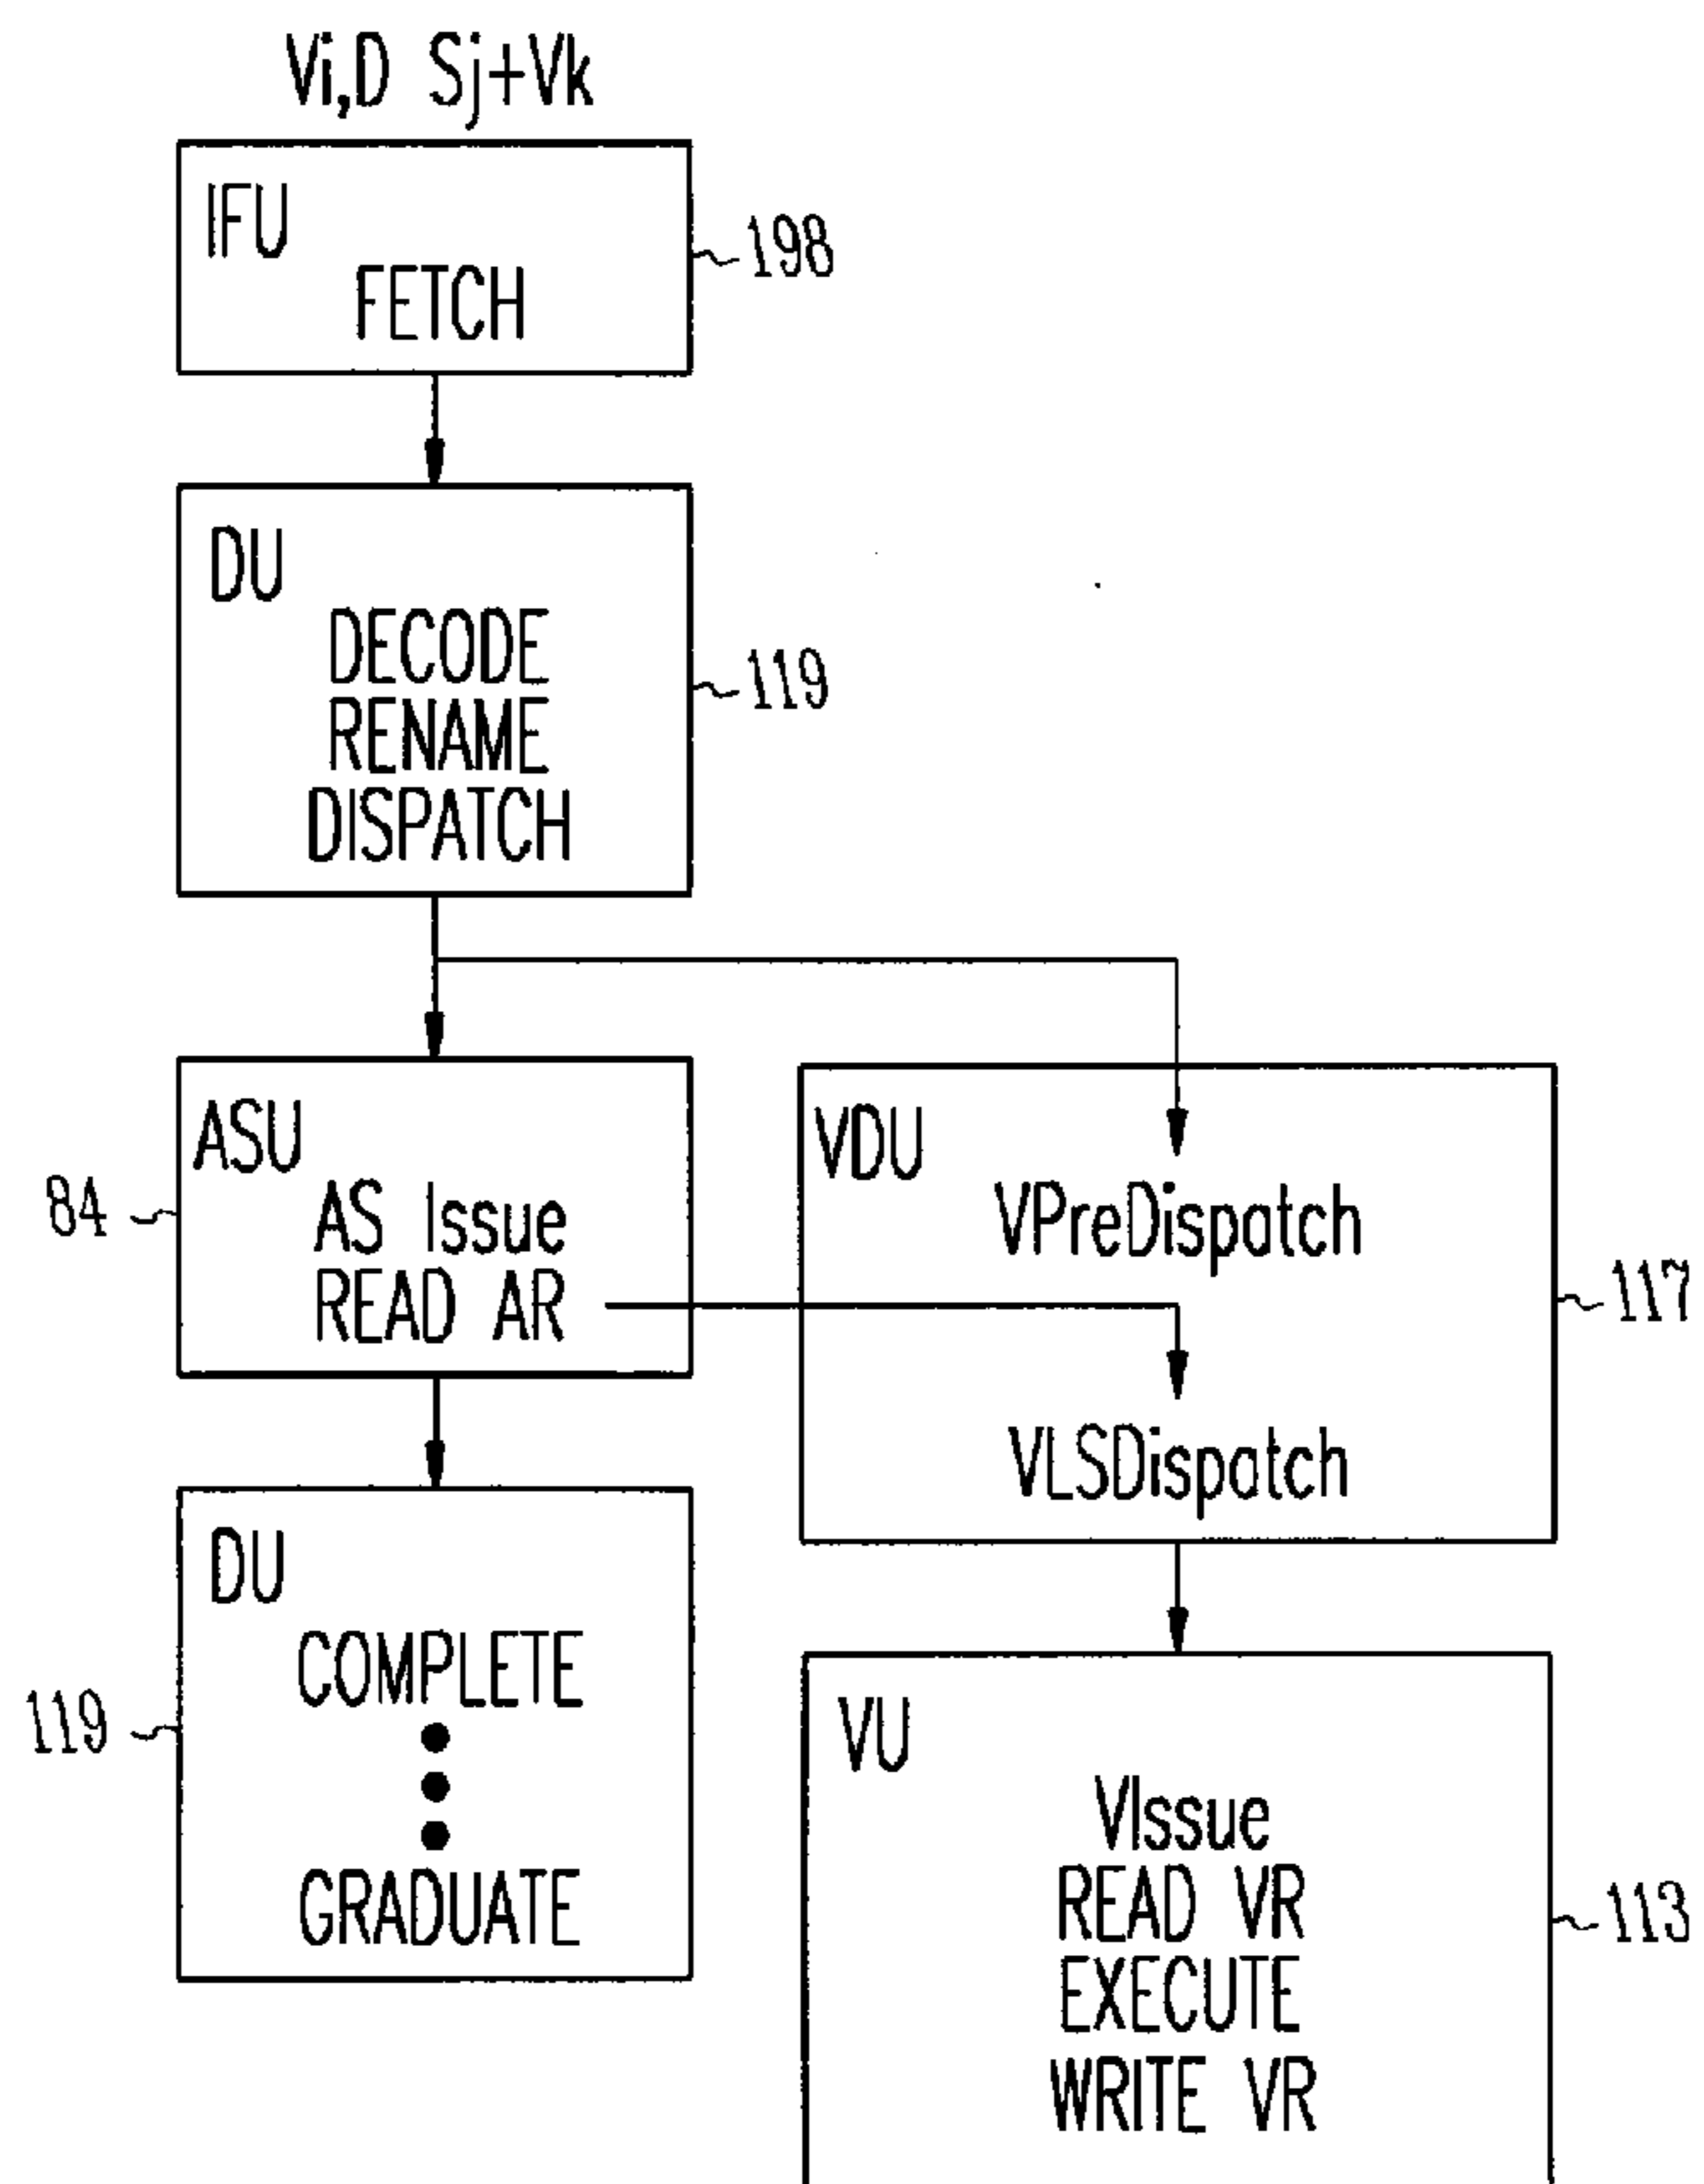 Vi,D Sj+Vk
IFU
FETCH
198
DU
DECODE
RENAME
DISPATCH
119
ASU
AS Issue
READ AR
84
VDU
VPreDispatch
VLSDispatch
117
DU
COMPLETE
GRADUATE
119
VU
VIssue
READ VR
EXECUTE
WRITE VR
113